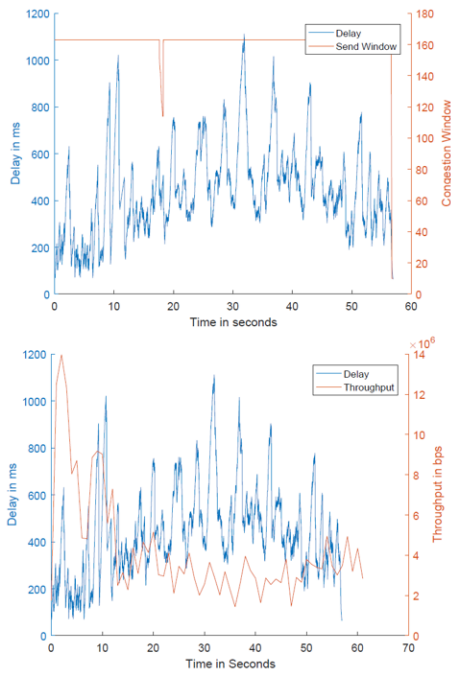 1200
1000
800
600
400
200
0
Delay in ms
Delay
Send Window
180
160
140
120
100
80
60
40
20
0
Congestion Window
0 10 20 30 40 50 60
Time in seconds
1200
1000
800
600
400
200
0
Delay in ms
Delay
Throughput
×10⁶
14
12
10
8
6
4
2
0
Throughput in bps
0 10 20 30 40 50 60 70
Time in Seconds